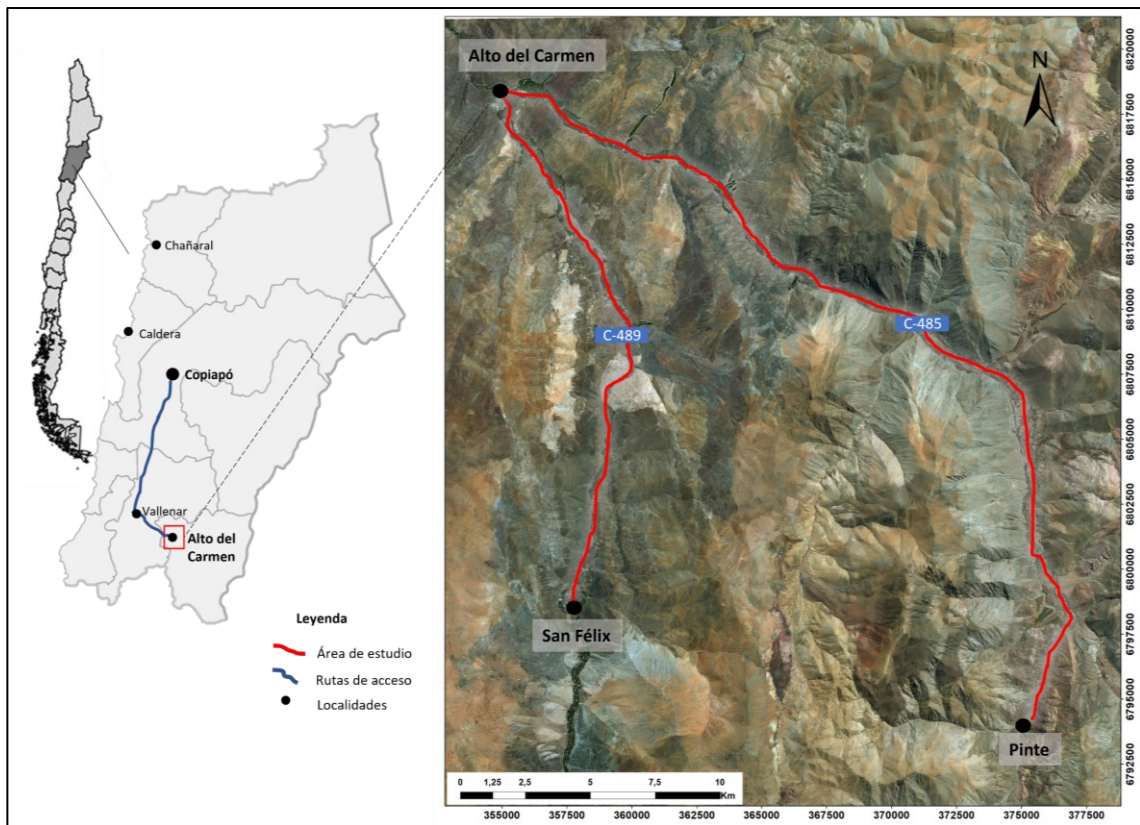 Chañaral
Caldera
Copiapó
Vallenar
Alto del
Carmen
Leyenda
Área de estudio
Rutas de acceso
Localidades
Alto del Carmen
N
C-489
C-485
San Félix
Pinte
0 1,25 2,5 5 7,5 10
Km
6820000
6817500
6815000
6812500
6810000
6807500
6805000
6802500
6800000
6797500
6795000
6792500
355000 357500 360000 362500 365000 367500 370000 372500 375000 377500